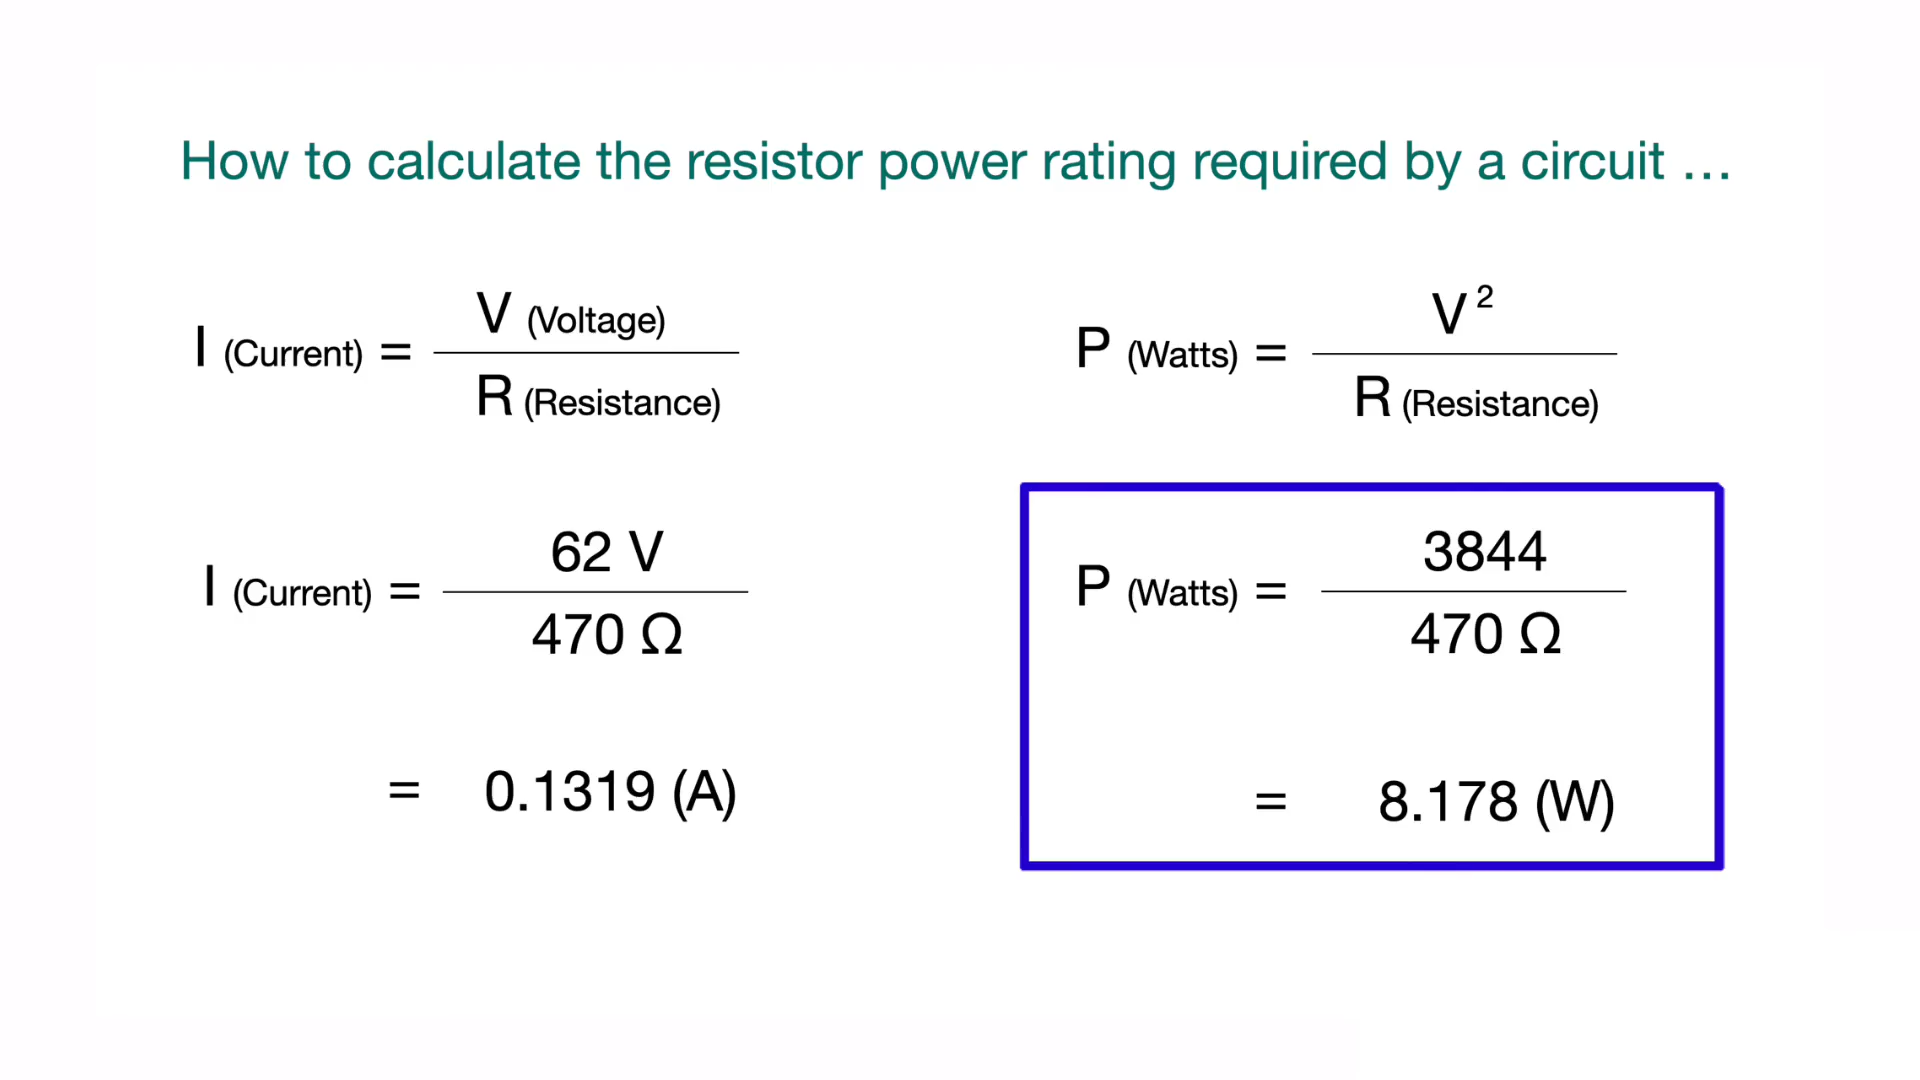 How to calculate the resistor power rating required by a circuit ...
I (Current) = V (Voltage)
R (Resistance)
P (Watts) = V 2
R (Resistance)
I (Current) = 62 V
470 Ω
= 0.1319 (A)
P (Watts) = 3844
470 Ω
= 8.178 (W)